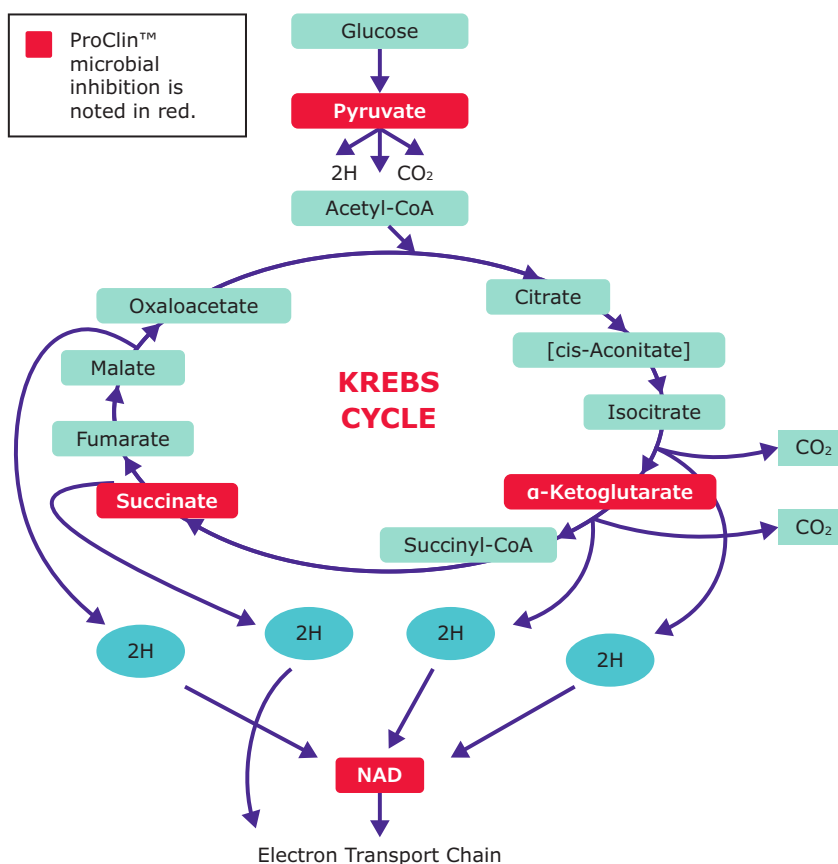 ProClin™
microbial
inhibition is
noted in red.
Glucose
Pyruvate
2H
CO₂
Acetyl-CoA
Oxaloacetate
Citrate
[cis-Aconitate]
Malate
KREBS
CYCLE
Isocitrate
Fumarate
CO₂
Succinate
α-Ketoglutarate
CO₂
Succinyl-CoA
2H
2H
2H
2H
NAD
Electron Transport Chain